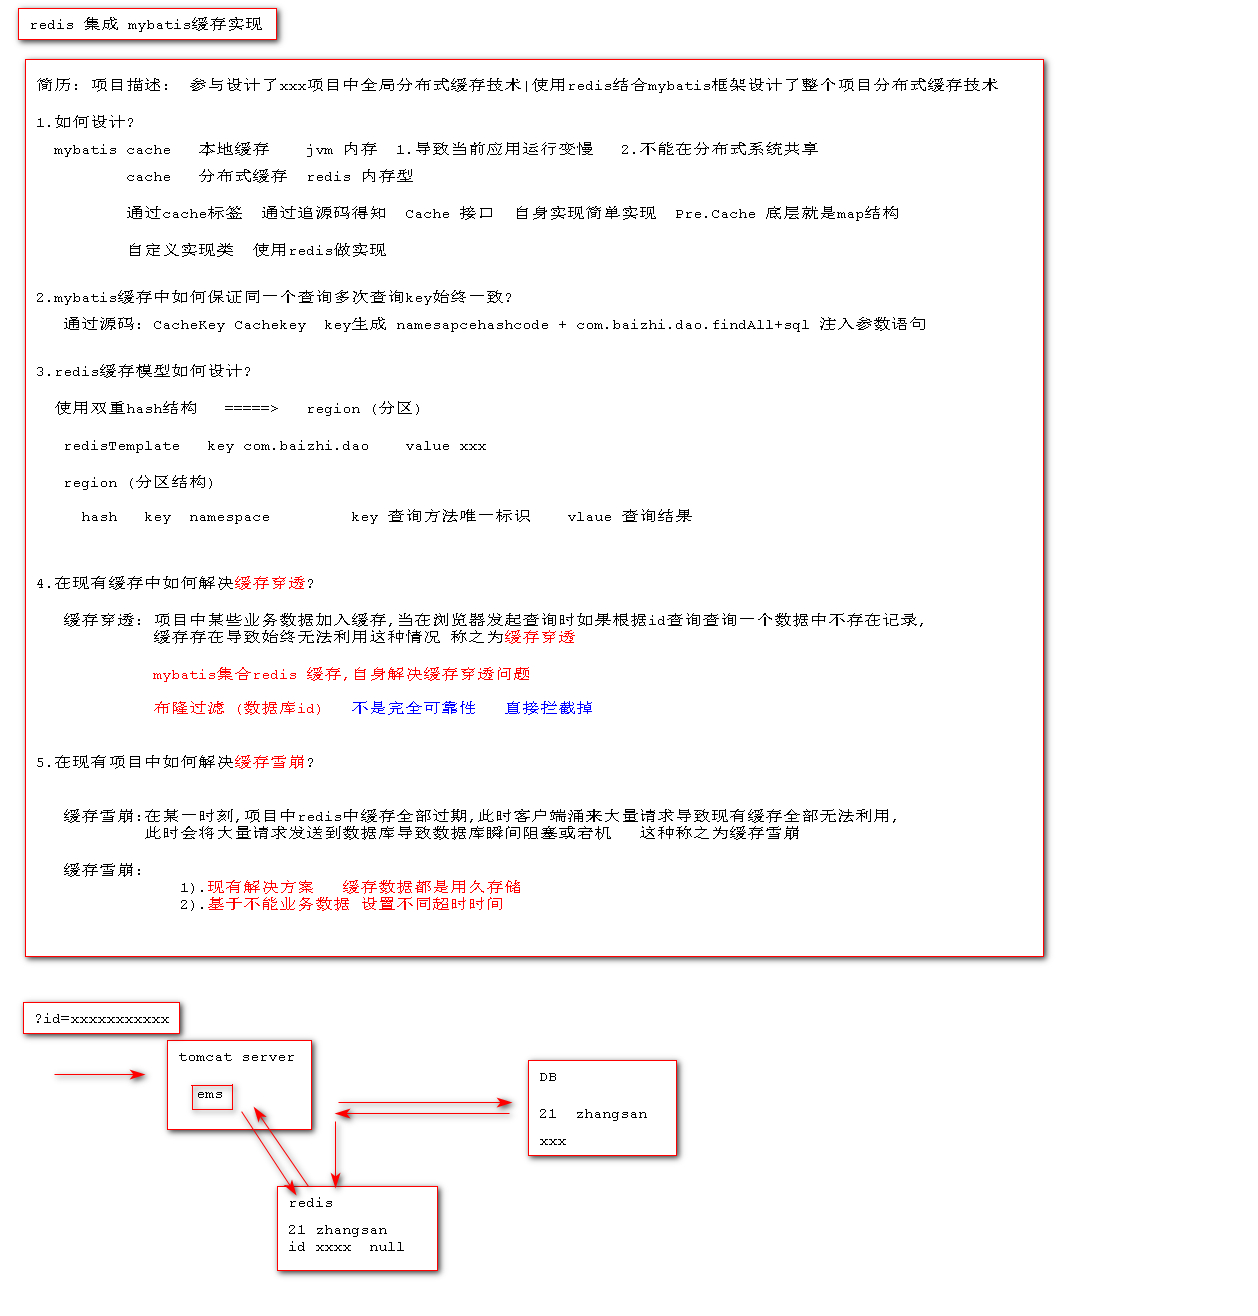 redis 集成 mybatis缓存实现
简历: 项目描述: 参与设计了xxx项目中全局分布式缓存技术|使用redis结合mybatis框架设计了整个项目分布式缓存技术
1.如何设计?
mybatis cache 本地缓存 jvm 内存 1.导致当前应用运行变慢 2.不能在分布式系统共享
cache 分布式缓存 redis 内存型
通过cache标签 通过追源码得知 Cache 接口 自身实现简单实现 Pre.Cache 底层就是map结构
自定义实现类 使用redis做实现
2.mybatis缓存中如何保证同一个查询多次查询key始终一致?
通过源码: CacheKey Cachekey key生成 namesapcehashcode + com.baizhi.dao.findAll+sql 注入参数语句
3.redis缓存模型如何设计?
使用双重hash结构 =====> region (分区)
redisTemplate key com.baizhi.dao value xxx
region (分区结构)
hash key namespace key 查询方法唯一标识 vlaue 查询结果
4.在现有缓存中如何解决缓存穿透?
缓存穿透: 项目中某些业务数据加入缓存,当在浏览器发起查询时如果根据id查询查询一个数据中不存在记录,
缓存存在导致始终无法利用这种情况 称之为缓存穿透
mybatis集合redis 缓存,自身解决缓存穿透问题
布隆过滤 (数据库id) 不是完全可靠性 直接拦截掉
5.在现有项目中如何解决缓存雪崩?
缓存雪崩:在某一时刻,项目中redis中缓存全部过期,此时客户端涌来大量请求导致现有缓存全部无法利用,
此时会将大量请求发送到数据库导致数据库瞬间阻塞或宕机 这种称之为缓存雪崩
缓存雪崩:
1).现有解决方案 缓存数据都是用久存储
2).基于不能业务数据 设置不同超时时间
?id=xxxxxxxxxxx
tomcat server
ems
DB
21 zhangsan
xxx
redis
21 zhangsan
id xxxx null